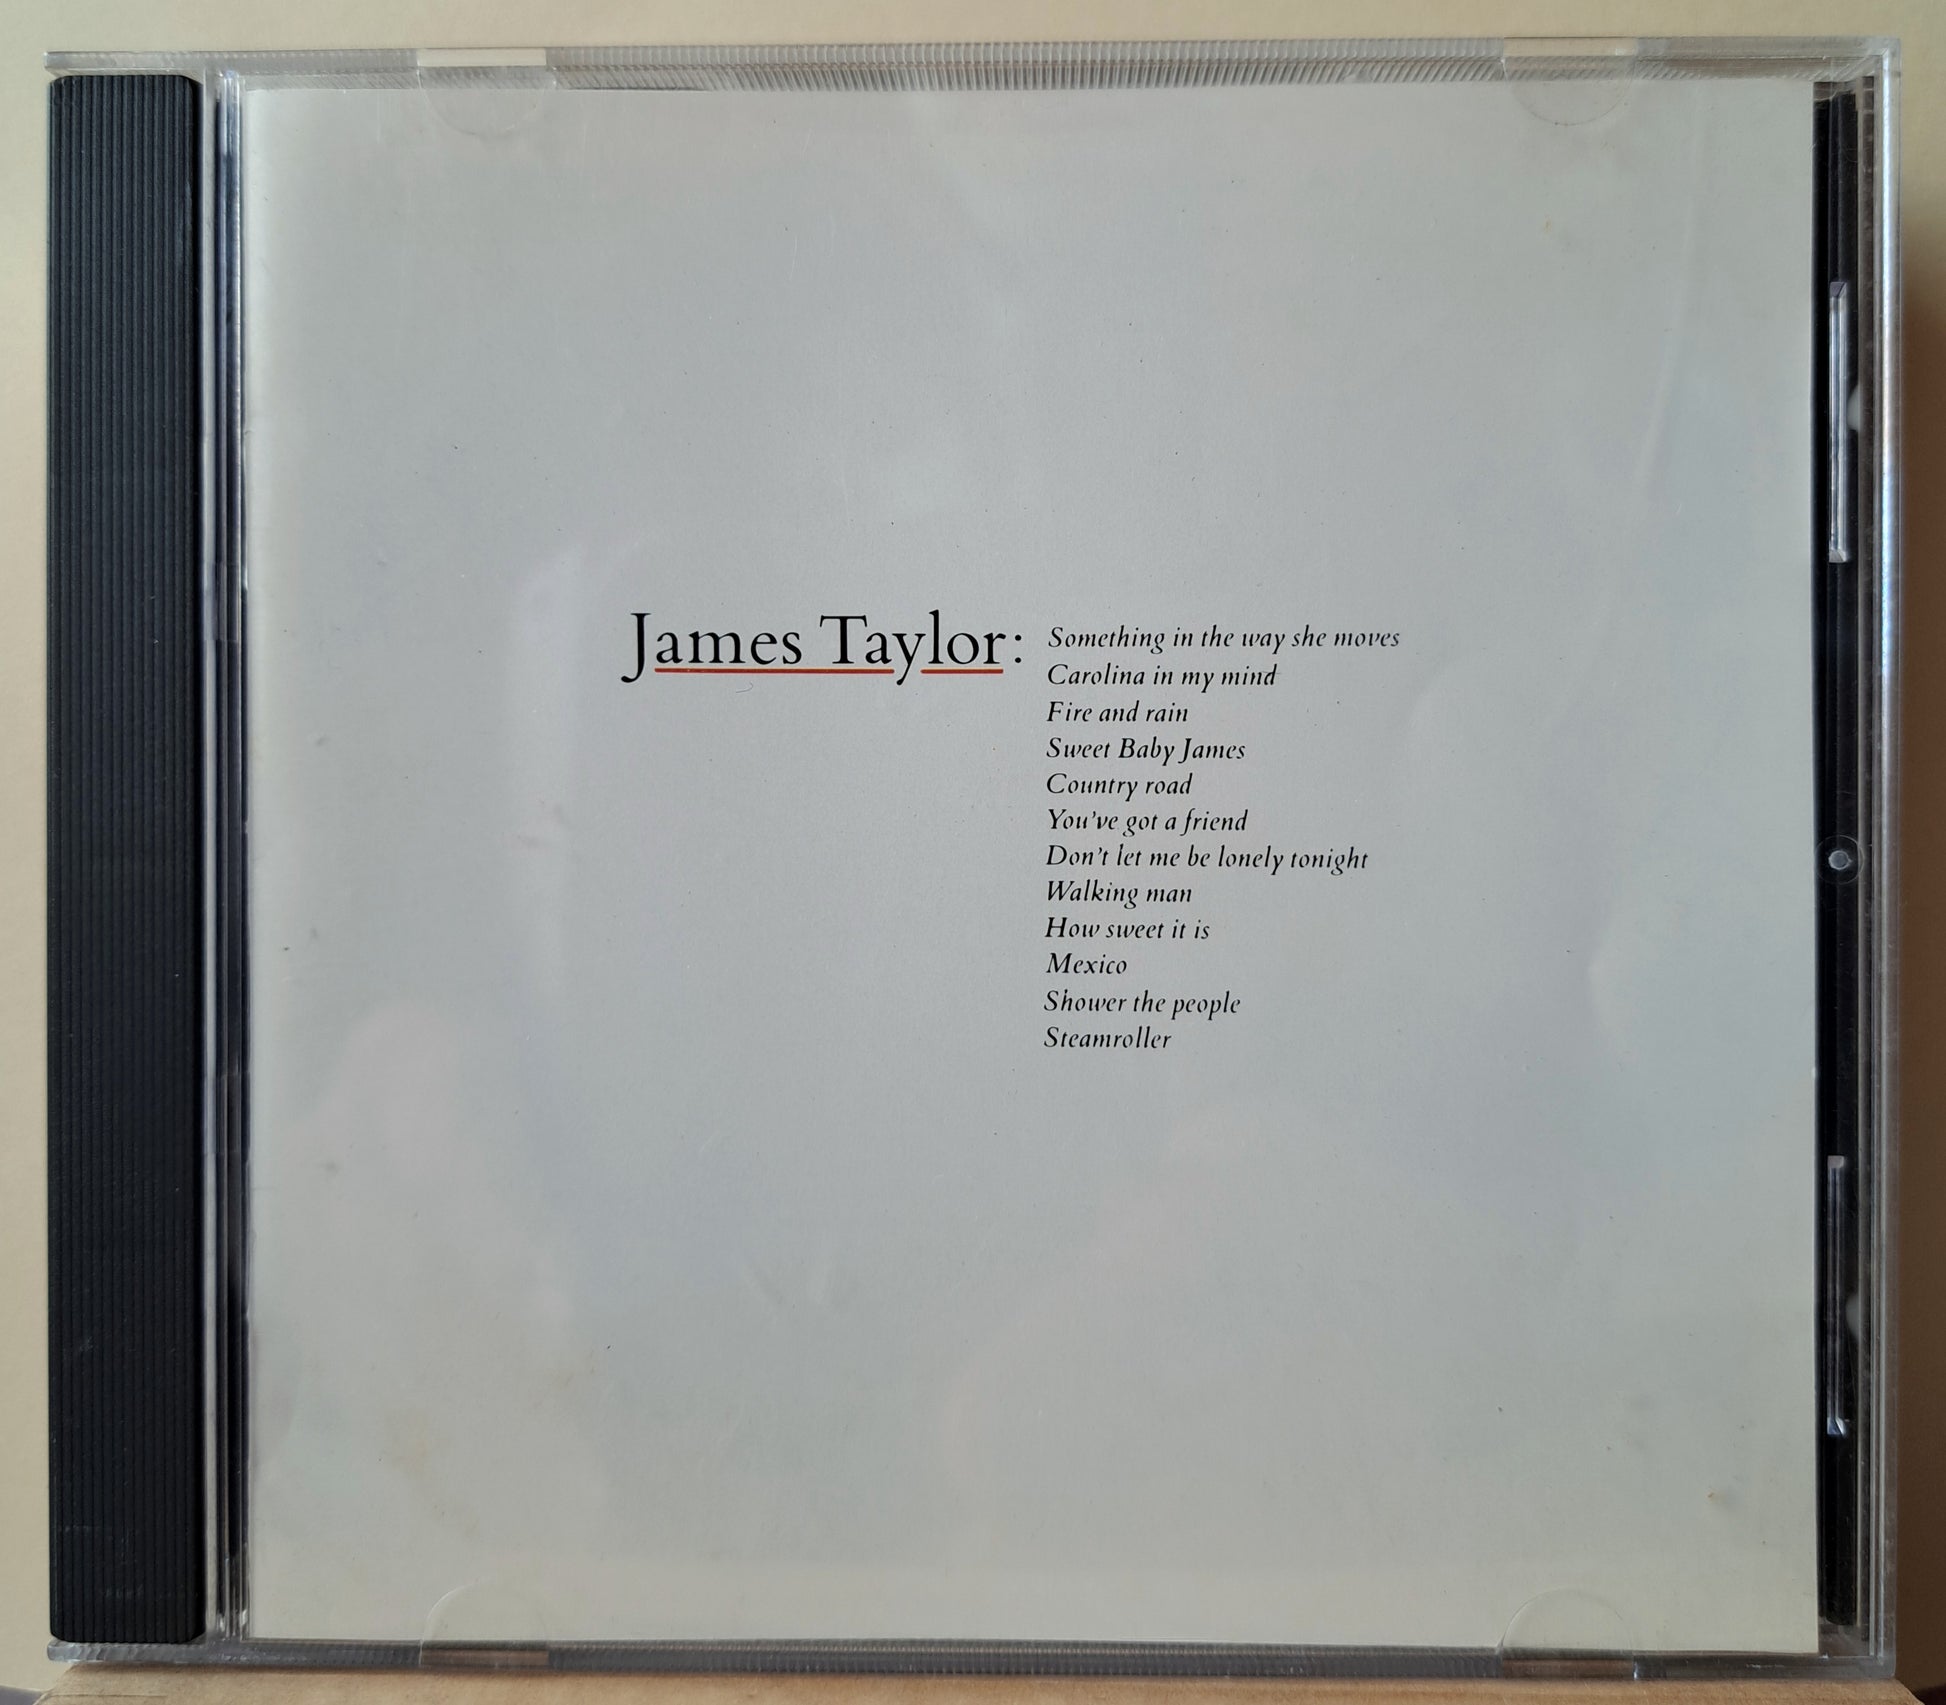 James Taylor:
Something in the way she moves
Carolina in my mind
Fire and rain
Sweet Baby James
Country road
You've got a friend
Don't let me be lonely tonight
Walking man
How sweet it is
Mexico
Shower the people
Steamroller